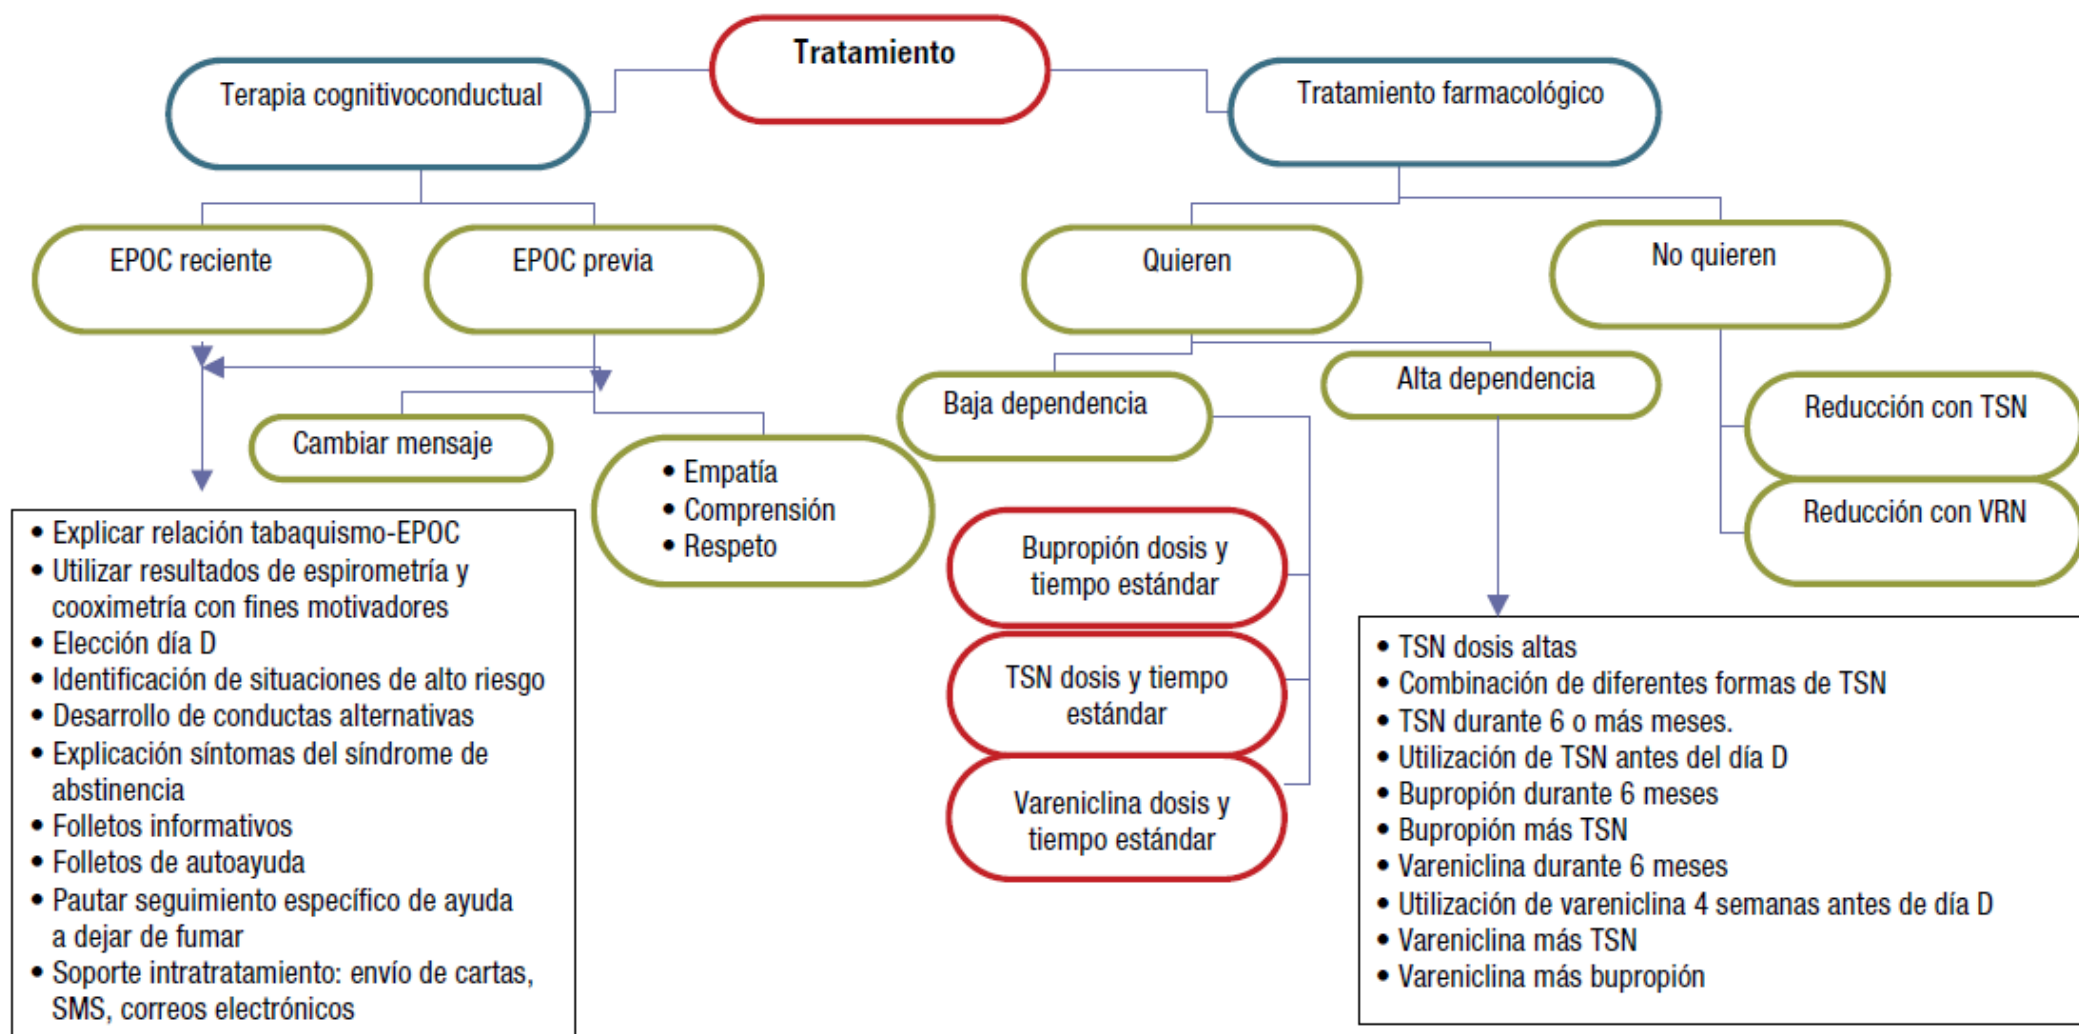 Tratamiento
Terapia cognitivoconductual
Tratamiento farmacológico
EPOC reciente
EPOC previa
Quieren
No quieren
Cambiar mensaje
• Empatía
• Comprensión
• Respeto
Baja dependencia
Alta dependencia
Reducción con TSN
Reducción con VRN
• Explicar relación tabaquismo-EPOC
• Utilizar resultados de espirometría y
cooximetría con fines motivadores
• Elección día D
• Identificación de situaciones de alto riesgo
• Desarrollo de conductas alternativas
• Explicación síntomas del síndrome de
abstinencia
• Folletos informativos
• Folletos de autoayuda
• Pautar seguimiento específico de ayuda
a dejar de fumar
• Soporte intratratamiento: envío de cartas,
SMS, correos electrónicos
Bupropión dosis y
tiempo estándar
TSN dosis y tiempo
estándar
Vareniclina dosis y
tiempo estándar
• TSN dosis altas
• Combinación de diferentes formas de TSN
• TSN durante 6 o más meses.
• Utilización de TSN antes del día D
• Bupropión durante 6 meses
• Bupropión más TSN
• Vareniclina durante 6 meses
• Utilización de vareniclina 4 semanas antes de día D
• Vareniclina más TSN
• Vareniclina más bupropión